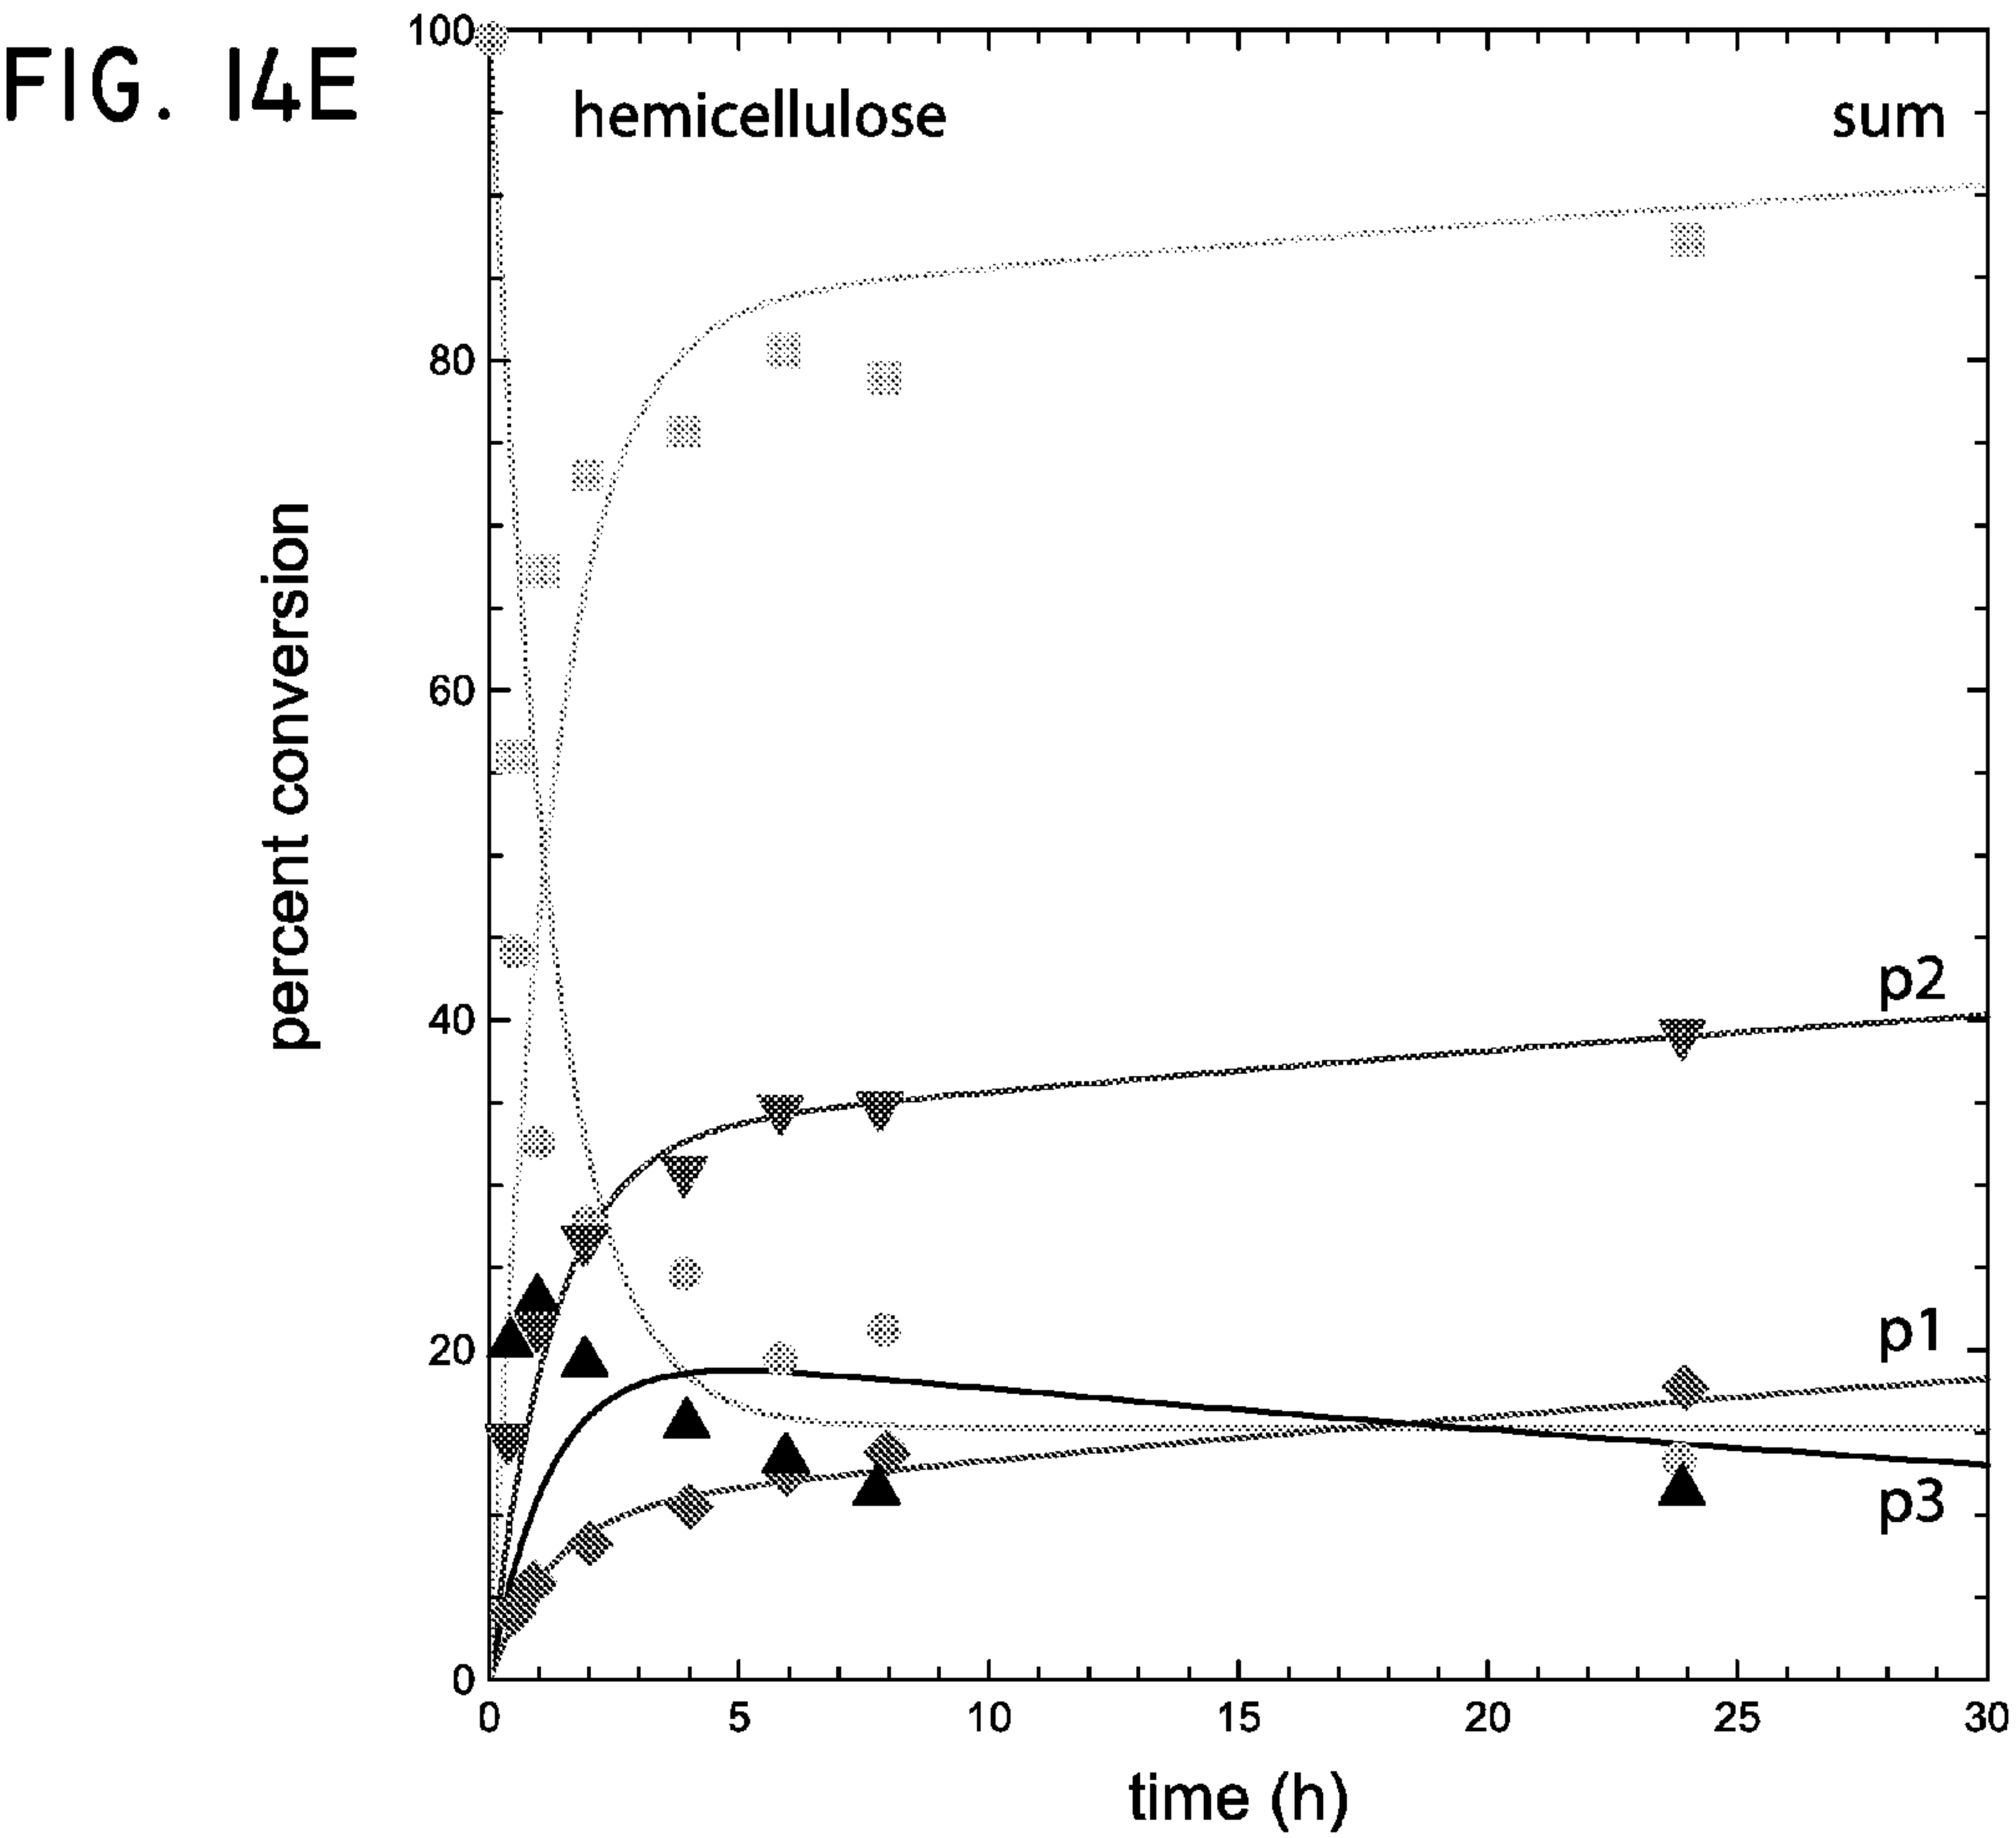 FIG. 14E
hemicellulose
sum
p2
p1
p3
percent conversion
100
80
60
40
20
0
0 5 10 15 20 25 30
time (h)